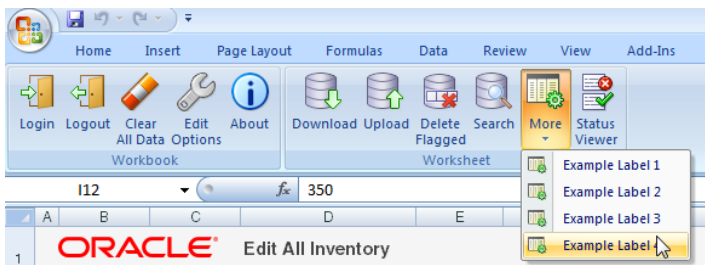 Home Insert Page Layout Formulas Data Review View Add-Ins
Login Logout Clear All Data Edit Options About Download Upload Delete Flagged Search More Status Viewer
Workbook Worksheet
Example Label 1
Example Label 2
Example Label 3
Example Label 4
I12 fx 350
A B C D E
1 ORACLE® Edit All Inventory